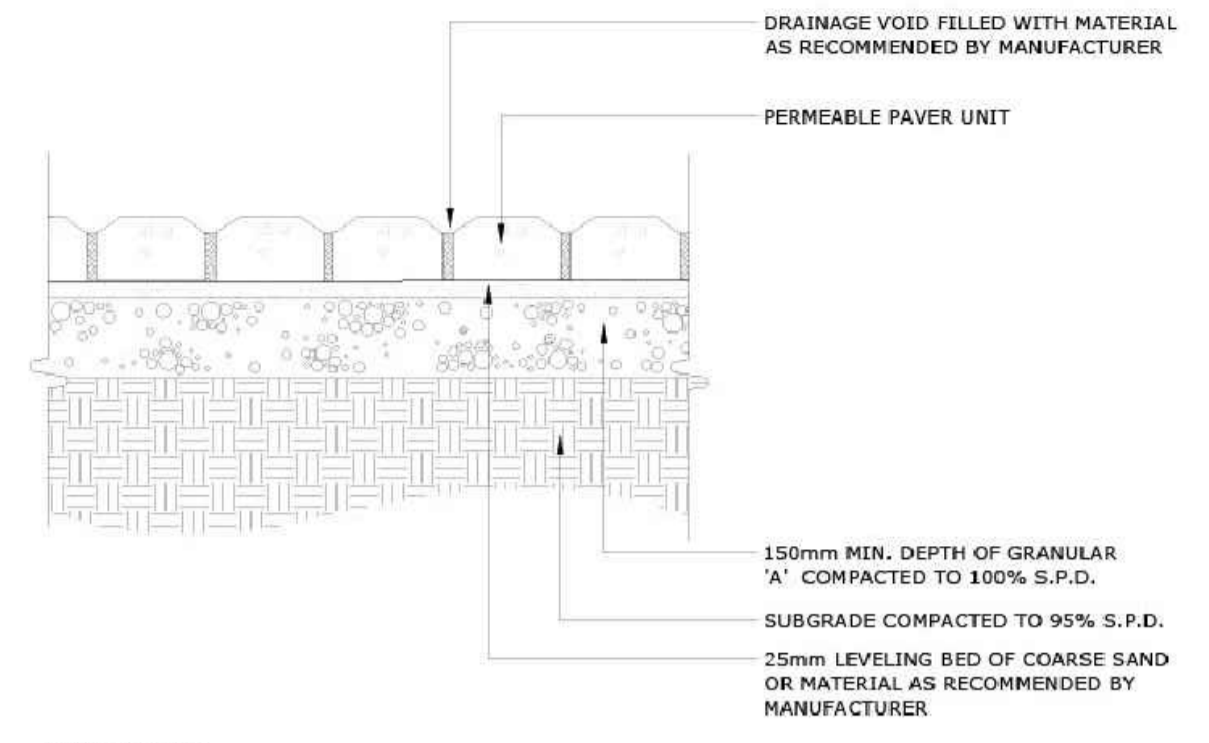 DRAINAGE VOID FILLED WITH MATERIAL
AS RECOMMENDED BY MANUFACTURER
PERMEABLE PAVER UNIT
150mm MIN. DEPTH OF GRANULAR
'A' COMPACTED TO 100% S.P.D.
SUBGRADE COMPACTED TO 95% S.P.D.
25mm LEVELING BED OF COARSE SAND
OR MATERIAL AS RECOMMENDED BY
MANUFACTURER